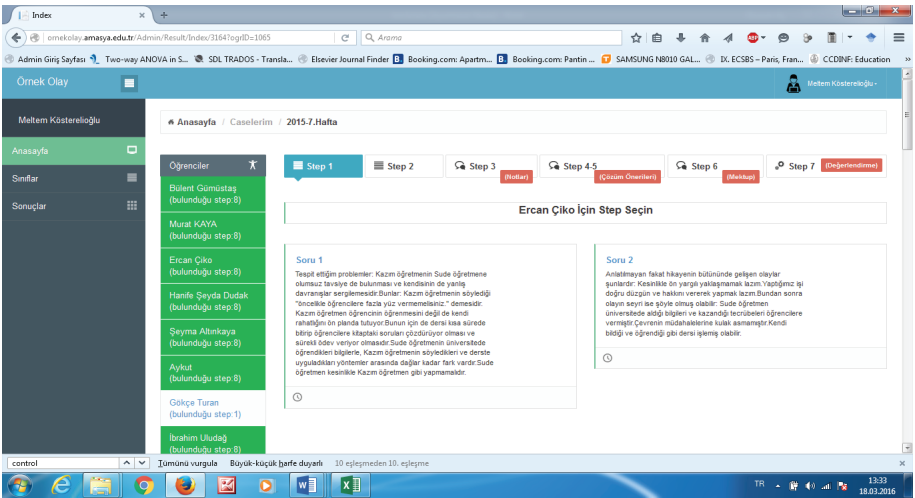 Index
ornekolay.amasya.edu.tr/Admin/Result/Index/3164?ogrID=1065
Arama
Admin Giriş Sayfası Two-way ANOVA in S... SDL TRADOS - Transla... Elsevier Journal Finder B. Booking.com: Apartm... B. Booking.com: Pantin ... SAMSUNG N8010 GAL... IX. ECSBS – Paris, Fran... CCDINF: Education »
Örnek Olay
Meltem Köstereliоğlu
Meltem Köstereliоğlu
Anasayfa / Caselerim / 2015-7.Hafta
Anasayfa
Sınıflar
Sonuçlar
Öğrenciler
Bülent Gümüştaş
(bulunduğu step:8)
Murat KAYA
(bulunduğu step:8)
Ercan Çiko
(bulunduğu step:8)
Hanife Şeyda Dudak
(bulunduğu step:8)
Şeyma Altınkaya
(bulunduğu step:8)
Aykut
(bulunduğu step:8)
Gökçe Turan
(bulunduğu step:1)
İbrahim Uludağ
(bulunduğu step:8)
Step 1
Step 2
Step 3
(Notlar)
Step 4-5
(Çözüm Önerileri)
Step 6
(Mektup)
Step 7
(Değerlendirme)
Ercan Çiko İçin Step Seçin
Soru 1
Tespit ettiğim problemler: Kazım öğretmenin Sude öğretmene
olumsuz tavsiye de bulunması ve kendisinin de yanlış
davranışlar sergilemesidir.Bunlar: Kazım öğretmenin söylediği
"öncelikle öğrencilere fazla yüz vermemelisiniz." demesidir.
Kazım öğretmen öğrencinin öğrenmesini değil de kendi
rahatlığını ön planda tutuyor.Bunun için de dersi kısa sürede
bitirip öğrencilere kitaptaki soruları çözdürüyor olması ve
sürekli ödev veriyor olmasıdır.Sude öğretmenin üniversitede
öğrendikleri bilgilerle, Kazım öğretmenin söyledikleri ve derste
uyguladıkları yöntemler arasında dağlar kadar fark vardır.Sude
öğretmen kesinlikle Kazım öğretmen gibi yapmamalıdır.
Soru 2
Anlatılmayan fakat hikayenin bütününde gelişen olaylar
şunlardır: Kesinlikle ön yargılı yaklaşmamak lazım.Yaptığımız işi
doğru düzgün ve hakkını vererek yapmak lazım.Bundan sonra
olayın seyri ise şöyle olmuş olabilir: Sude öğretmen
üniversitede aldığı bilgileri ve kazandığı tecrübeleri öğrencilere
vermiştir.Çevrenin müdahalelerine kulak asmamıştır.Kendi
bildiği ve öğrendiği gibi dersi işlemiş olabilir.
control
Tümünü vurgula Büyük-küçük harfe duyarlı 10 eşleşmeden 10. eşleşme
TR
13:33
18.03.2016